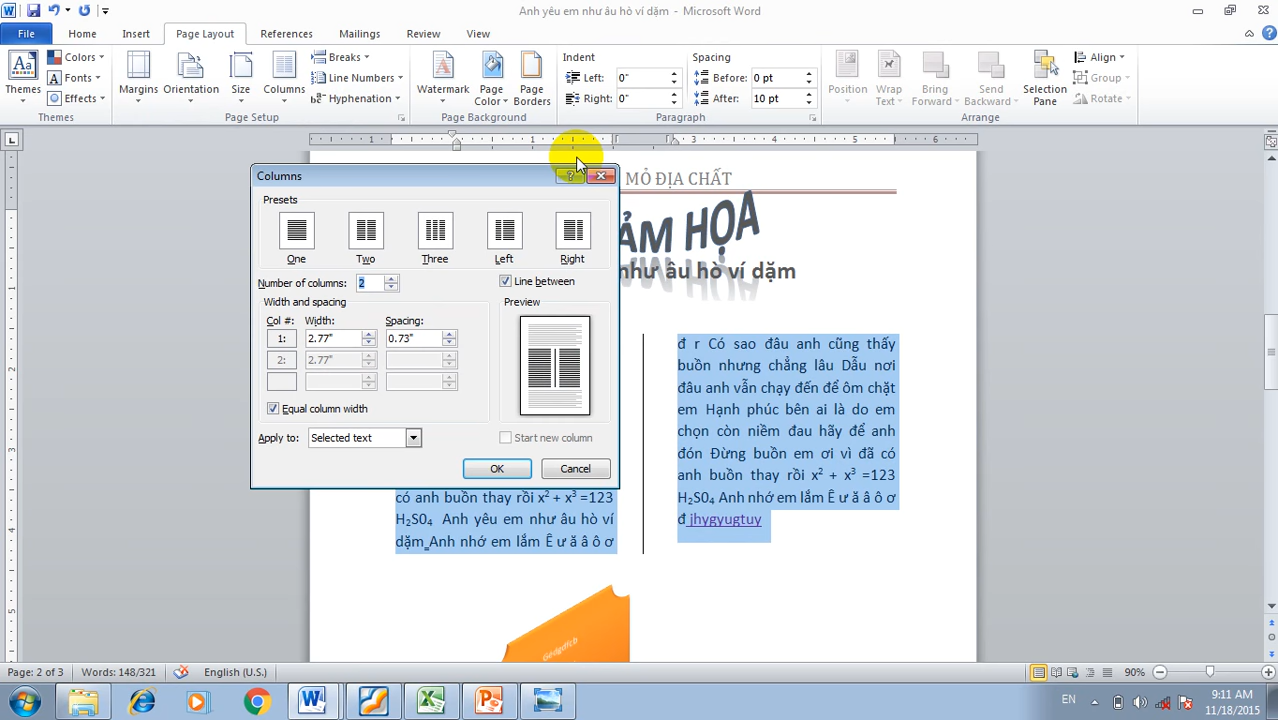 Anh yêu em như âu hò ví dặm - Microsoft Word
File Home Insert Page Layout References Mailings Review View
Themes Colors Fonts Effects
Margins Orientation Size Columns Breaks Line Numbers Hyphenation
Watermark Page Color Page Borders
Indent Spacing
Left: 0" Before: 0 pt
Right: 0" After: 10 pt
Position Wrap Text Bring Forward Send Backward Selection Pane Align Group Rotate
Themes Page Setup Page Background Paragraph Arrange
1 1 3 4 5 6
MỎ ĐỊA CHẤT
ẢM HỌA
như âu hò ví dặm
Columns
Presets
One Two Three Left Right
Number of columns: 2 Line between
Width and spacing Preview
Col #: Width: Spacing:
1: 2.77" 0.73"
2: 2.77"
Equal column width
Apply to: Selected text Start new column
OK Cancel
có anh buồn thay rồi x² + x³ =123
H₂S0₄ Anh yêu em như âu hò ví
dặm Anh nhớ em lắm Ê ư ă â ô ơ
đ r Có sao đâu anh cũng thấy
buồn nhưng chẳng lâu Dẫu nơi
đâu anh vẫn chạy đến để ôm chặt
em Hạnh phúc bên ai là do em
chọn còn niềm đau hãy để anh
đón Đừng buồn em ơi vì đã có
anh buồn thay rồi x² + x³ =123
H₂S0₄ Anh nhớ em lắm Ê ư ă â ô ơ
đ jhygyugtuy
Page: 2 of 3 Words: 148/321 English (U.S.) 90%
EN 9:11 AM
11/18/2015